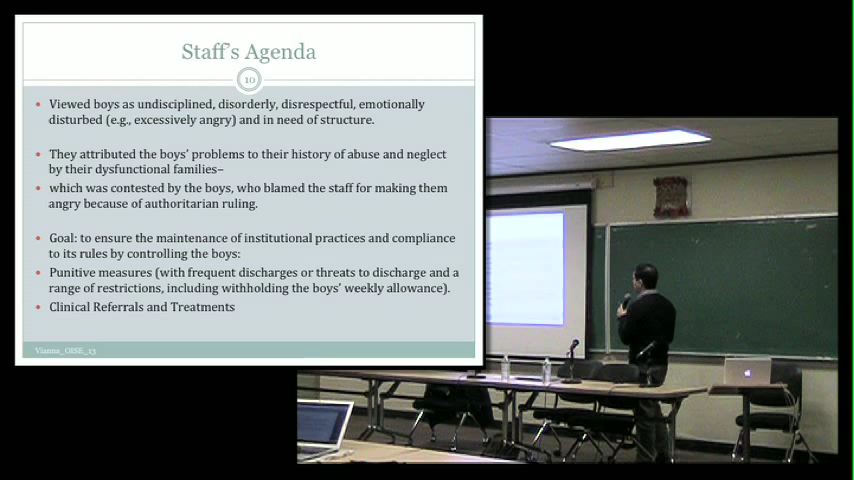 Staff's Agenda
10
• Viewed boys as undisciplined, disorderly, disrespectful, emotionally
disturbed (e.g., excessively angry) and in need of structure.
• They attributed the boys' problems to their history of abuse and neglect
by their dysfunctional families–
• which was contested by the boys, who blamed the staff for making them
angry because of authoritarian ruling.
• Goal: to ensure the maintenance of institutional practices and compliance
to its rules by controlling the boys:
• Punitive measures (with frequent discharges or threats to discharge and a
range of restrictions, including withholding the boys' weekly allowance).
• Clinical Referrals and Treatments
Vianna_OISE_13